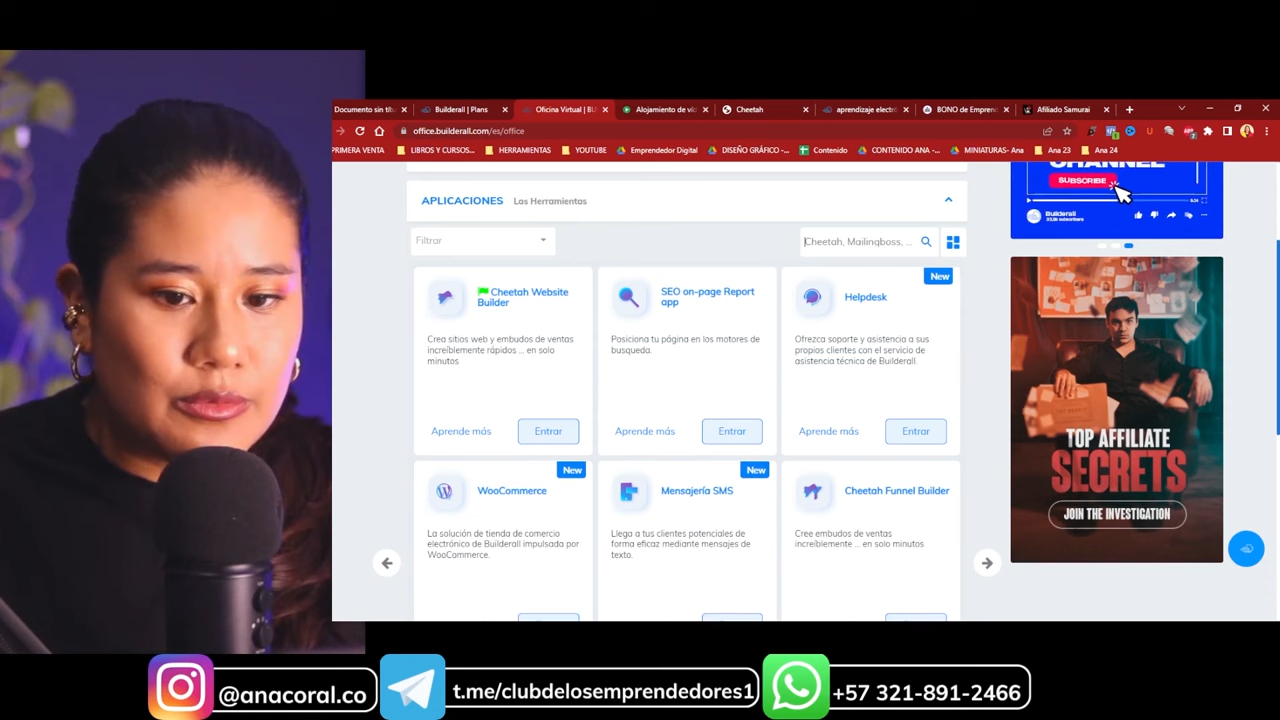 Documento sin tít
Builderall | Plans
Oficina Virtual | BU
Alojamiento de víd
Cheetah
aprendizaje electró
BONO de Empren
Afiliado Samurai
office.builderall.com/es/office
PRIMERA VENTA
LIBROS Y CURSOS...
HERRAMIENTAS
YOUTUBE
Emprendedor Digital
DISEÑO GRÁFICO -...
Contenido
CONTENIDO ANA -...
MINIATURAS- Ana
Ana 23
Ana 24
CHANNEL
SUBSCRIBE
Builderall
APLICACIONES Las Herramientas
Filtrar
Cheetah, Mailingboss, ...
Cheetah Website
Builder
Crea sitios web y embudos de ventas
increíblemente rápidos ... en solo
minutos
Aprende más
Entrar
SEO on-page Report
app
Posiciona tu página en los motores de
busqueda.
Aprende más
Entrar
New
Helpdesk
Ofrezca soporte y asistencia a sus
propios clientes con el servicio de
asistencia técnica de Builderall.
Aprende más
Entrar
New
WooCommerce
La solución de tienda de comercio
electrónico de Builderall impulsada por
WooCommerce.
New
Mensajería SMS
Llega a tus clientes potenciales de
forma eficaz mediante mensajes de
texto.
Cheetah Funnel Builder
Cree embudos de ventas
increíblemente ... en solo minutos
TOP AFFILIATE
SECRETS
JOIN THE INVESTIGATION
@anacoral.co
t.me/clubdelosemprendedores1
+57 321-891-2466